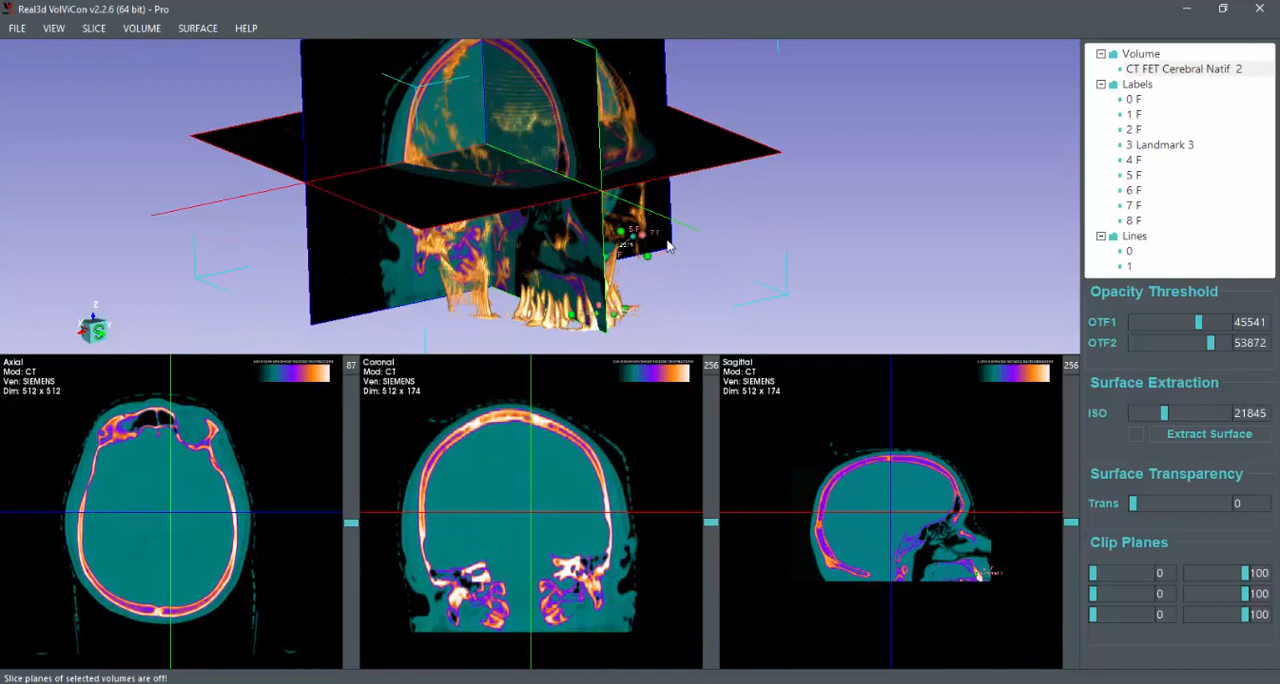 Real3d VolViCon v2.2.6 (64 bit) - Pro
FILE VIEW SLICE VOLUME SURFACE HELP
Volume
CT FET Cerebral Natif 2
Labels
0 F
1 F
2 F
3 Landmark 3
4 F
5 F
6 F
7 F
8 F
Lines
0
1
5 F
7 F
F
Z
S
Opacity Threshold
OTF1 45541
OTF2 53872
Surface Extraction
ISO 21845
Extract Surface
Surface Transparency
Trans 0
Clip Planes
0 100
0 100
0 100
Axial
Mod: CT
Ven: SIEMENS
Dim: 512 x 512
87
Coronal
Mod: CT
Ven: SIEMENS
Dim: 512 x 174
256
Sagittal
Mod: CT
Ven: SIEMENS
Dim: 512 x 174
256
Slice planes of selected volumes are off!